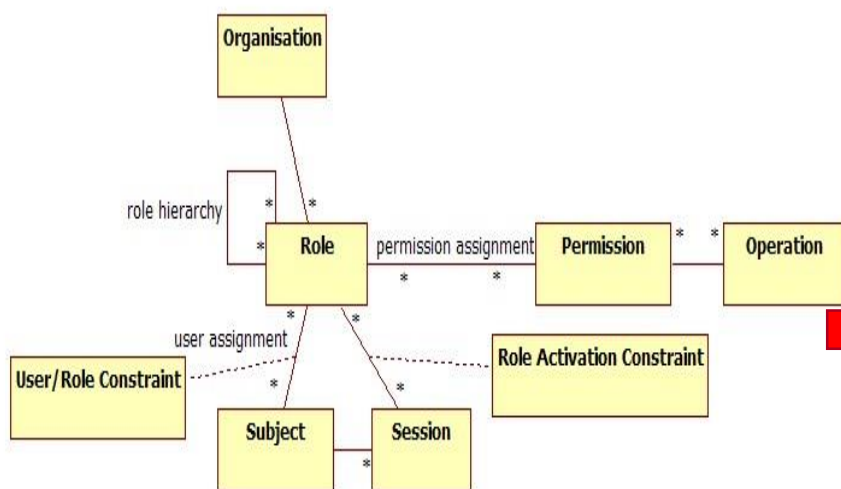 Organisation
role hierarchy
*
*
*
Role
permission assignment
*
*
Permission
*
*
Operation
*
*
user assignment
User/Role Constraint
Role Activation Constraint
*
*
Subject
Session
*